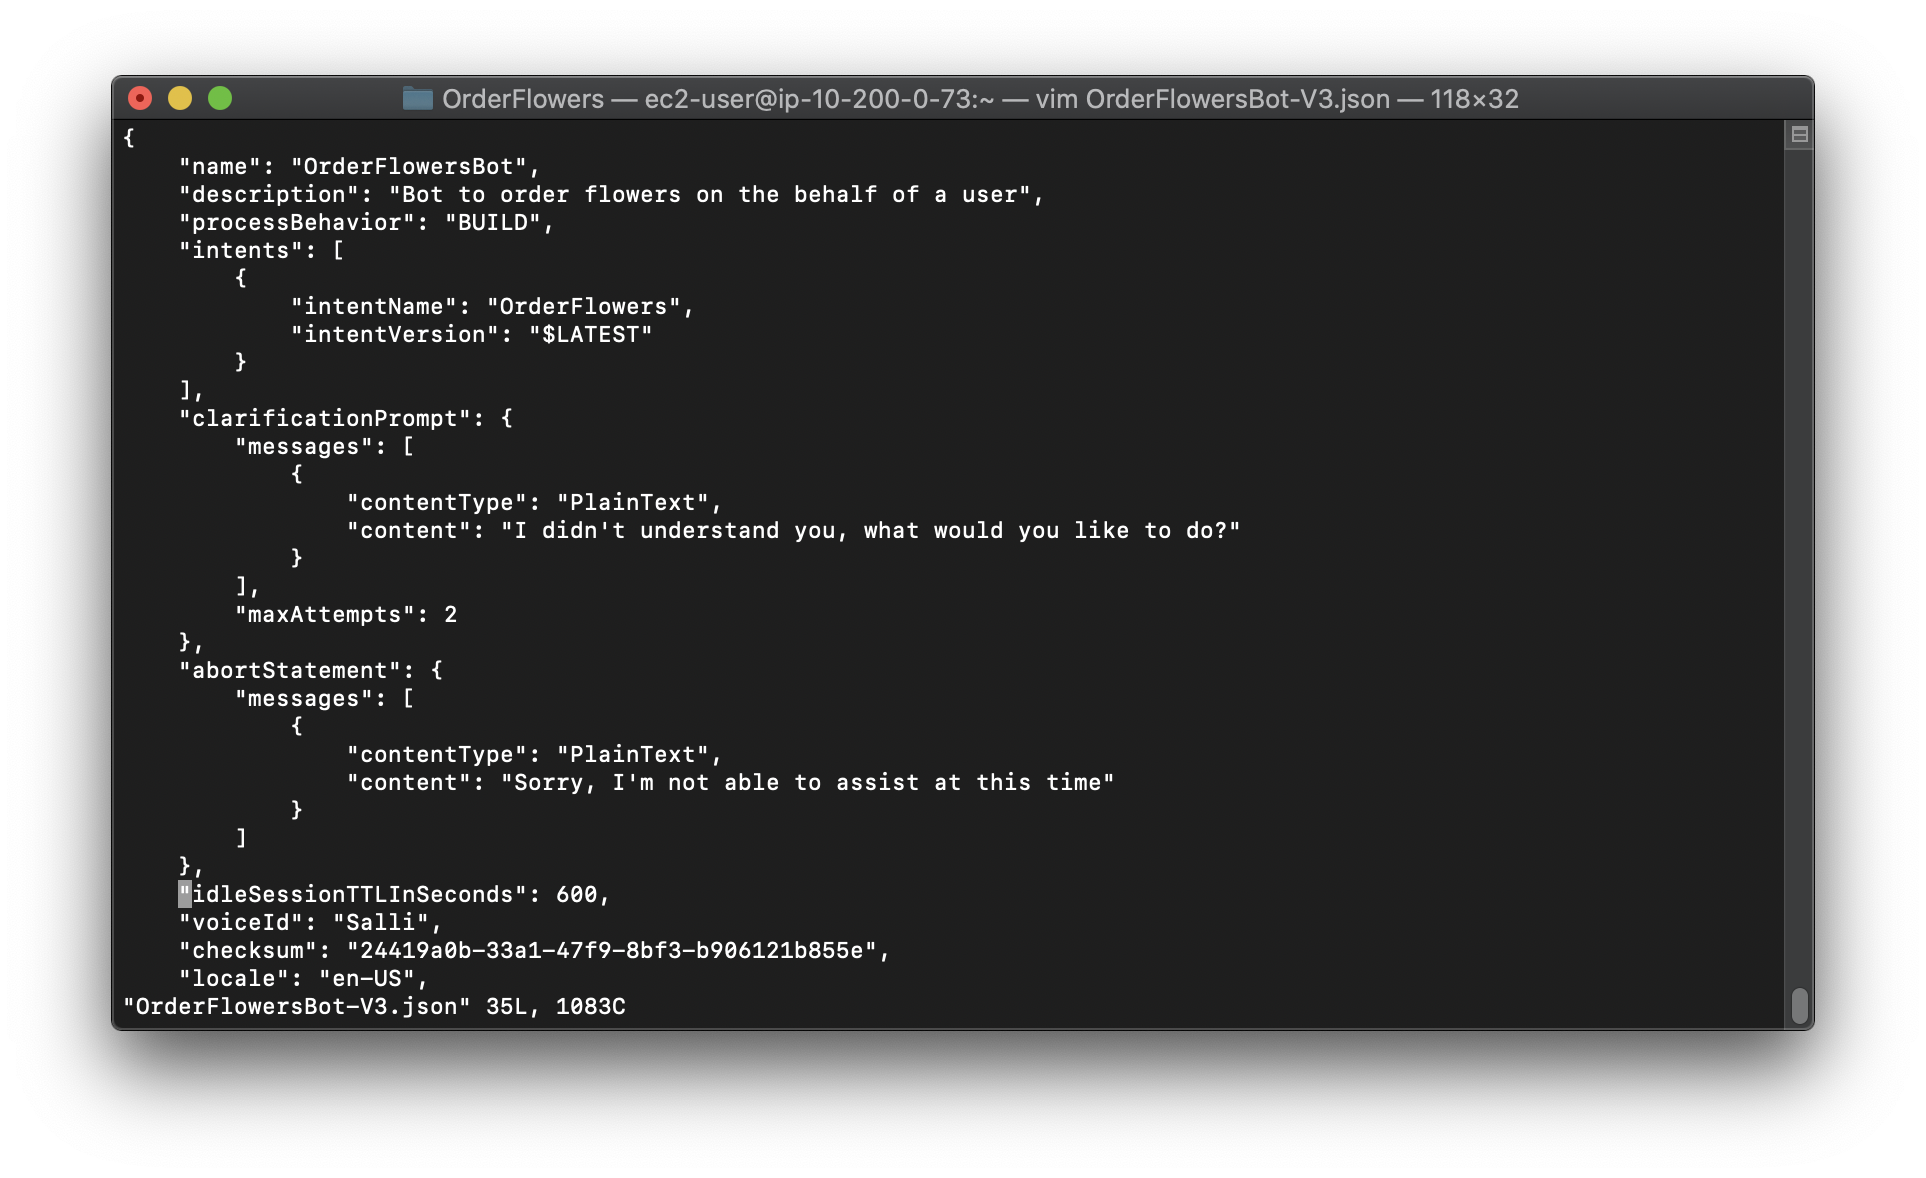 OrderFlowers — ec2-user@ip-10-200-0-73:~ — vim OrderFlowersBot-V3.json — 118×32
{
    "name": "OrderFlowersBot",
    "description": "Bot to order flowers on the behalf of a user",
    "processBehavior": "BUILD",
    "intents": [
        {
            "intentName": "OrderFlowers",
            "intentVersion": "$LATEST"
        }
    ],
    "clarificationPrompt": {
        "messages": [
            {
                "contentType": "PlainText",
                "content": "I didn't understand you, what would you like to do?"
            }
        ],
        "maxAttempts": 2
    },
    "abortStatement": {
        "messages": [
            {
                "contentType": "PlainText",
                "content": "Sorry, I'm not able to assist at this time"
            }
        ]
    },
    "idleSessionTTLInSeconds": 600,
    "voiceId": "Salli",
    "checksum": "24419a0b-33a1-47f9-8bf3-b906121b855e",
    "locale": "en-US",
"OrderFlowersBot-V3.json" 35L, 1083C